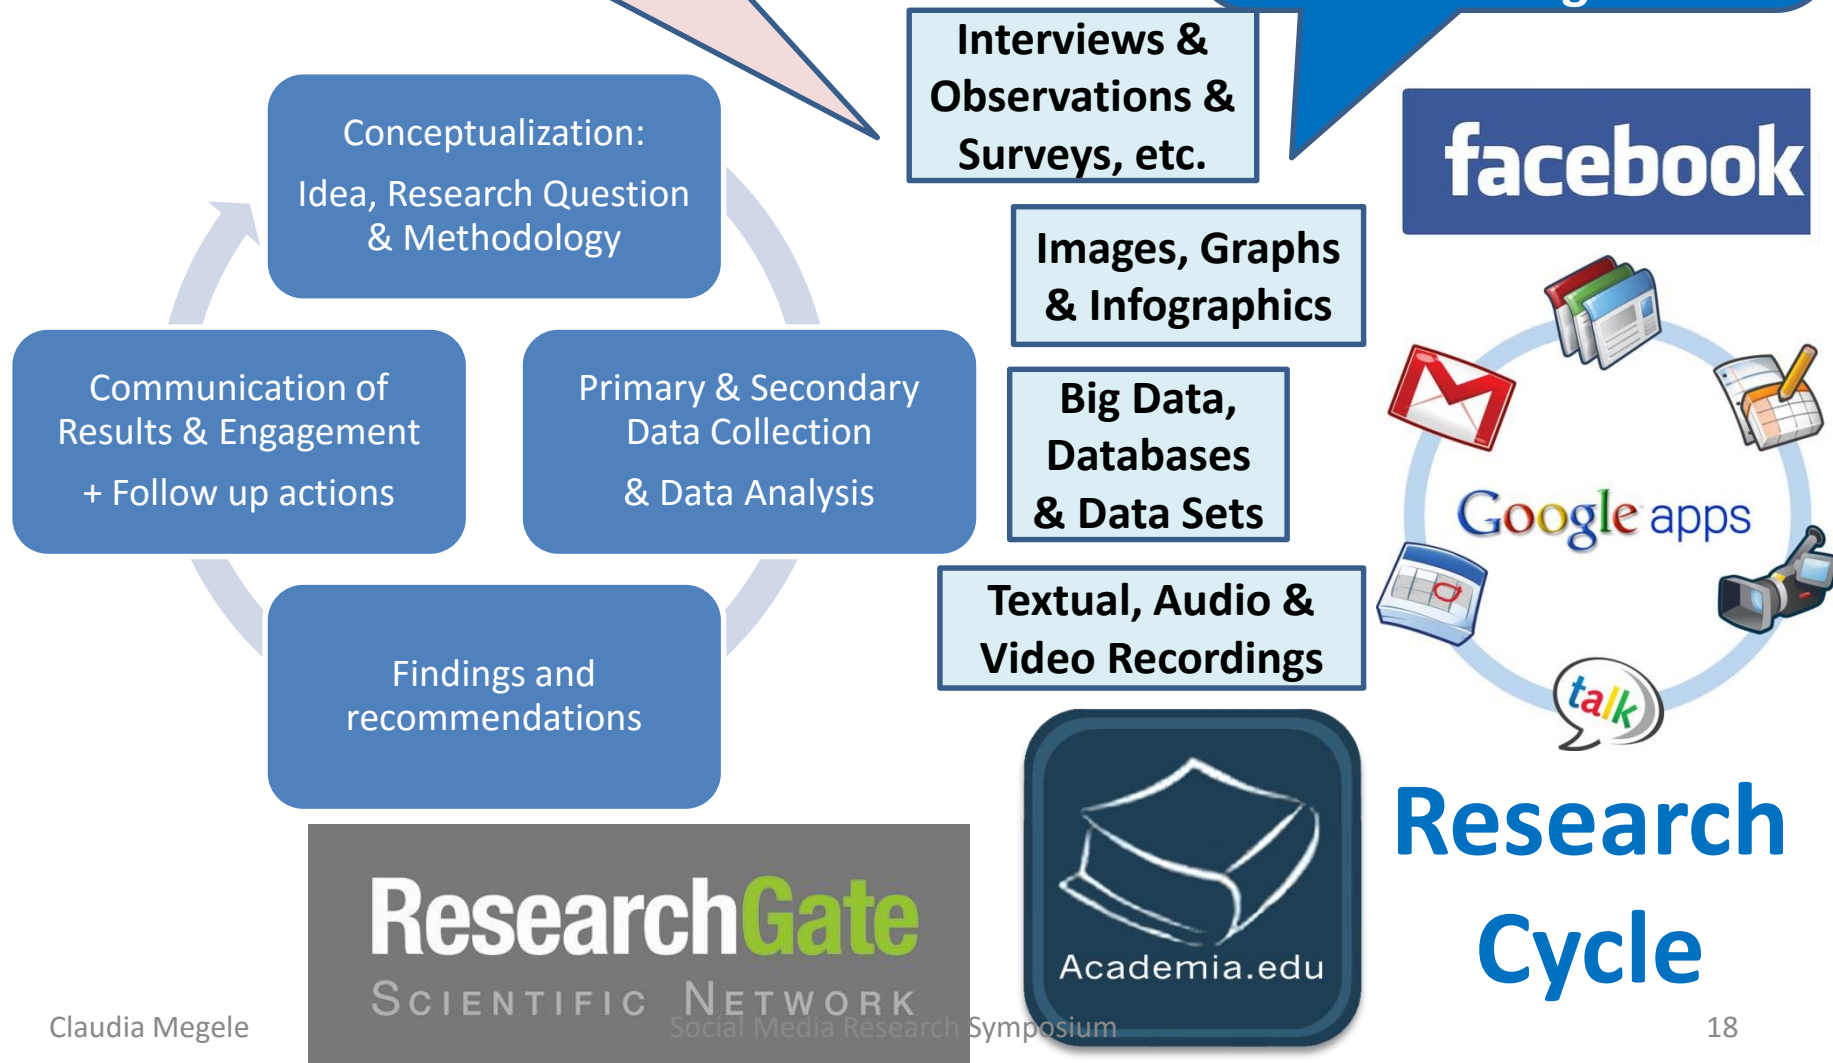 Interviews &
Observations &
Surveys, etc.
Conceptualization:
Idea, Research Question
& Methodology
facebook
Images, Graphs
& Infographics
Communication of
Results & Engagement
+ Follow up actions
Primary & Secondary
Data Collection
& Data Analysis
Big Data,
Databases
& Data Sets
Google apps
Textual, Audio &
Video Recordings
talk
Findings and
recommendations
Research
Cycle
ResearchGate
SCIENTIFIC NETWORK
Academia.edu
Claudia Megele
Social Media Research Symposium
18